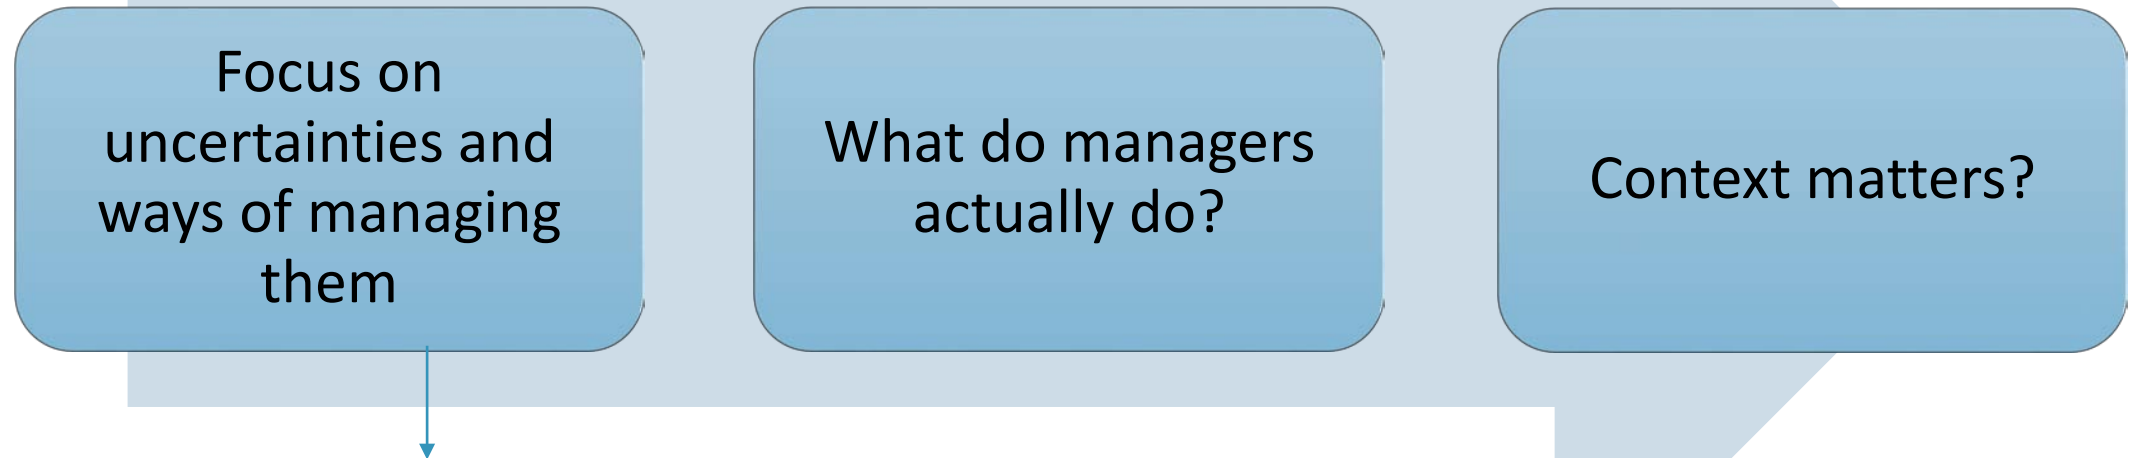 Focus on
uncertainties and
ways of managing
them
What do managers
actually do?
Context matters?